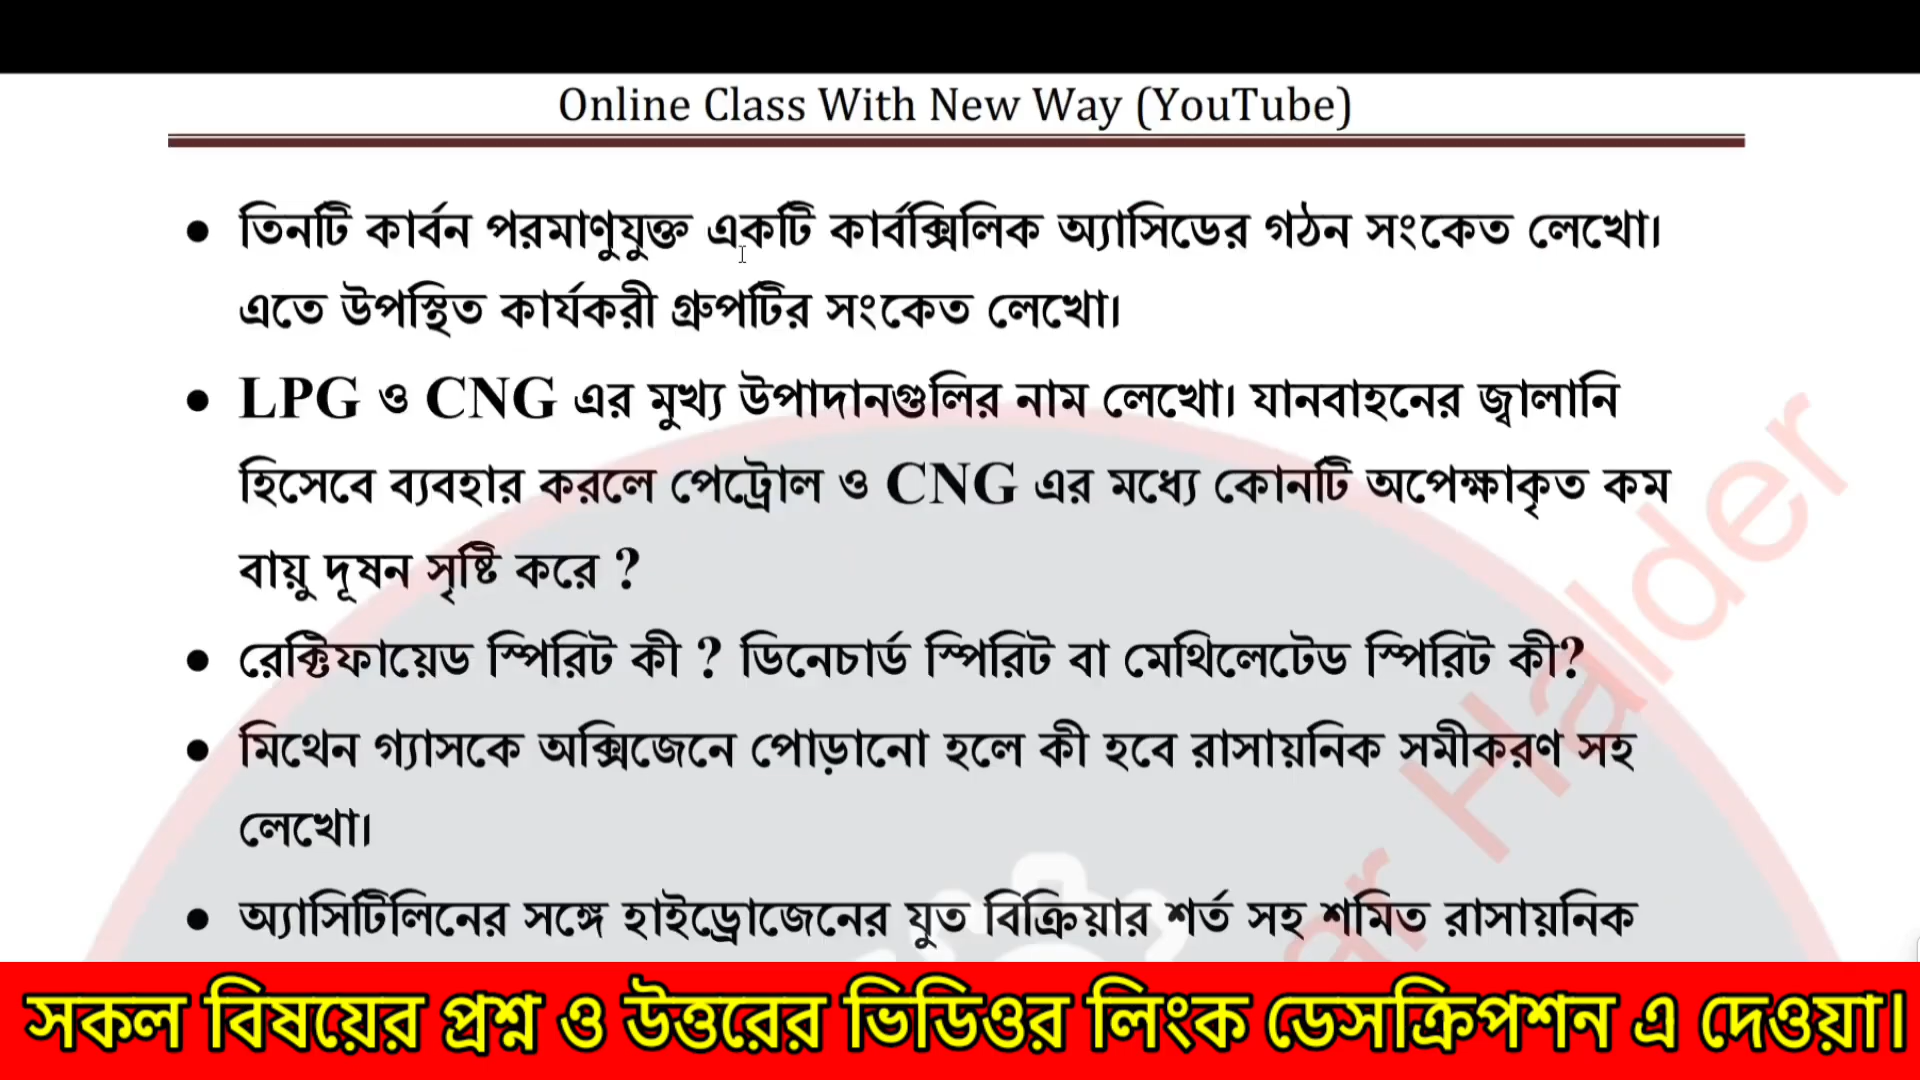 Online Class With New Way (YouTube)
• তিনটি কার্বন পরমাণুযুক্ত একটি কার্বক্সিলিক অ্যাসিডের গঠন সংকেত লেখো।
এতে উপস্থিত কার্যকরী গ্রুপটির সংকেত লেখো।
• LPG ও CNG এর মুখ্য উপাদানগুলির নাম লেখো। যানবাহনের জ্বালানি
হিসেবে ব্যবহার করলে পেট্রোল ও CNG এর মধ্যে কোনটি অপেক্ষাকৃত কম
বায়ু দূষন সৃষ্টি করে ?
• রেক্টিফায়েড স্পিরিট কী ? ডিনেচার্ড স্পিরিট বা মেথিলেটেড স্পিরিট কী?
• মিথেন গ্যাসকে অক্সিজেনে পোড়ানো হলে কী হবে রাসায়নিক সমীকরণ সহ
লেখো।
• অ্যাসিটিলিনের সঙ্গে হাইড্রোজেনের যুত বিক্রিয়ার শর্ত সহ শমিত রাসায়নিক
ar Halder
সকল বিষয়ের প্রশ্ন ও উত্তরের ভিডিওর লিংক ডেসক্রিপশন এ দেওয়া।